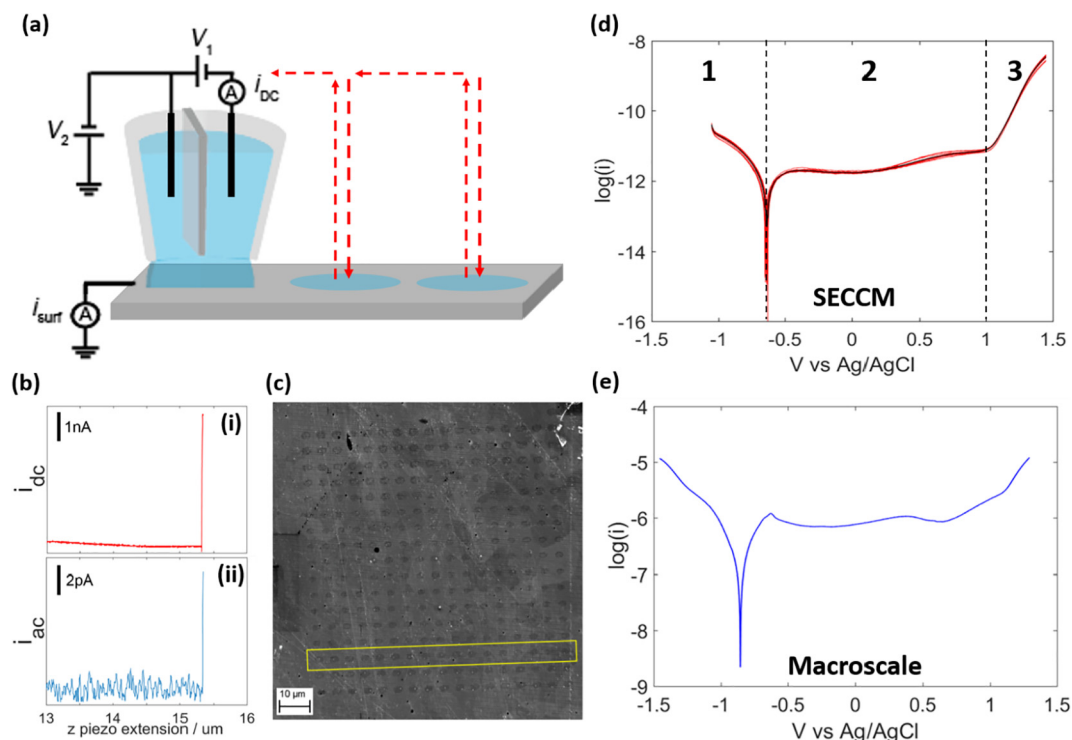 (a)
V1
iDC
A
V2
isurf
A
(b)
(i)
1nA
idc
(ii)
2pA
iac
13 14 15 16
z piezo extension / um
(c)
10 μm
(d)
1 2 3
-8
-10
-12
-14
-16
log(i)
SECCM
-1.5 -1 -0.5 0 0.5 1 1.5
V vs Ag/AgCl
(e)
-4
-5
-6
-7
-8
-9
log(i)
Macroscale
-1.5 -1 -0.5 0 0.5 1 1.5
V vs Ag/AgCl